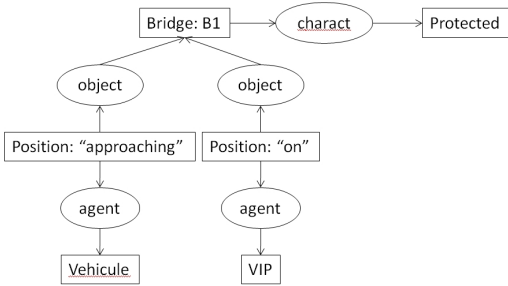 Bridge: B1
charact
Protected
object
object
Position: “approaching”
Position: “on”
agent
agent
Vehicule
VIP